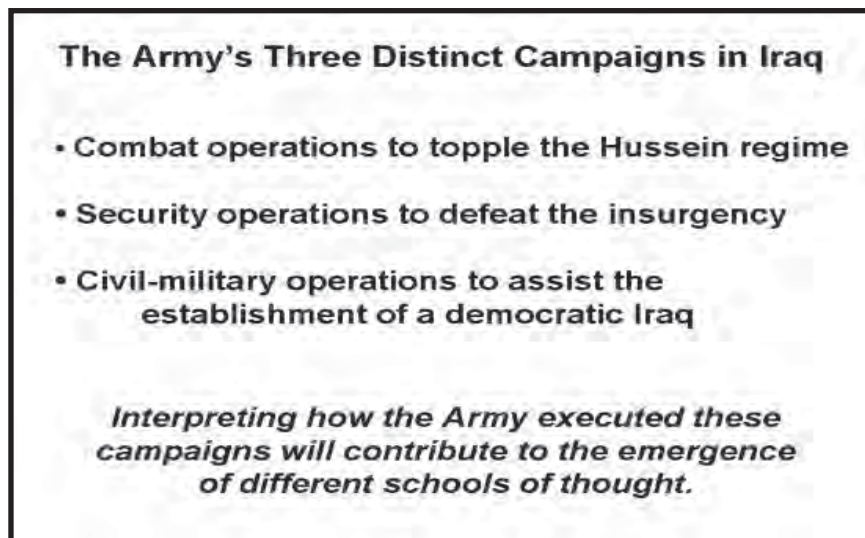 The Army’s Three Distinct Campaigns in Iraq
• Combat operations to topple the Hussein regime
• Security operations to defeat the insurgency
• Civil-military operations to assist the
establishment of a democratic Iraq
Interpreting how the Army executed these
campaigns will contribute to the emergence
of different schools of thought.